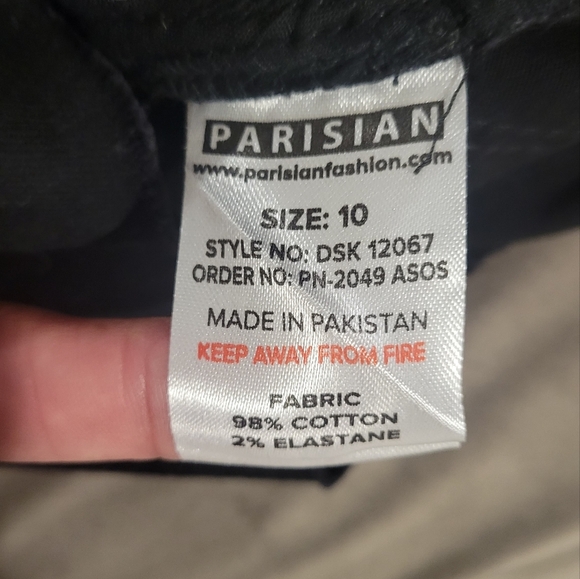 PARISIAN
www.parisianfashion.com
SIZE: 10
STYLE NO: DSK 12067
ORDER NO: PN-2049 ASOS
MADE IN PAKISTAN
KEEP AWAY FROM FIRE
FABRIC
98% COTTON
2% ELASTANE